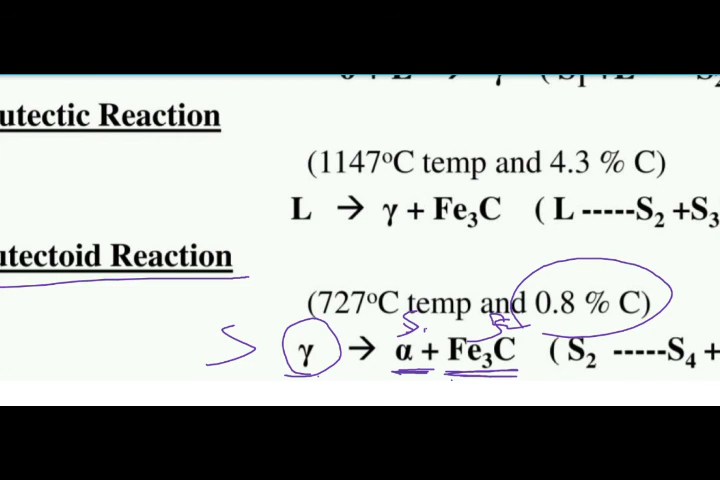 utectic Reaction
(1147°C temp and 4.3 % C)
L → γ + Fe₃C ( L -----S₂ +S₃
utectoid Reaction
(727°C temp and 0.8 % C)
γ → α + Fe₃C ( S₂ -----S₄ +